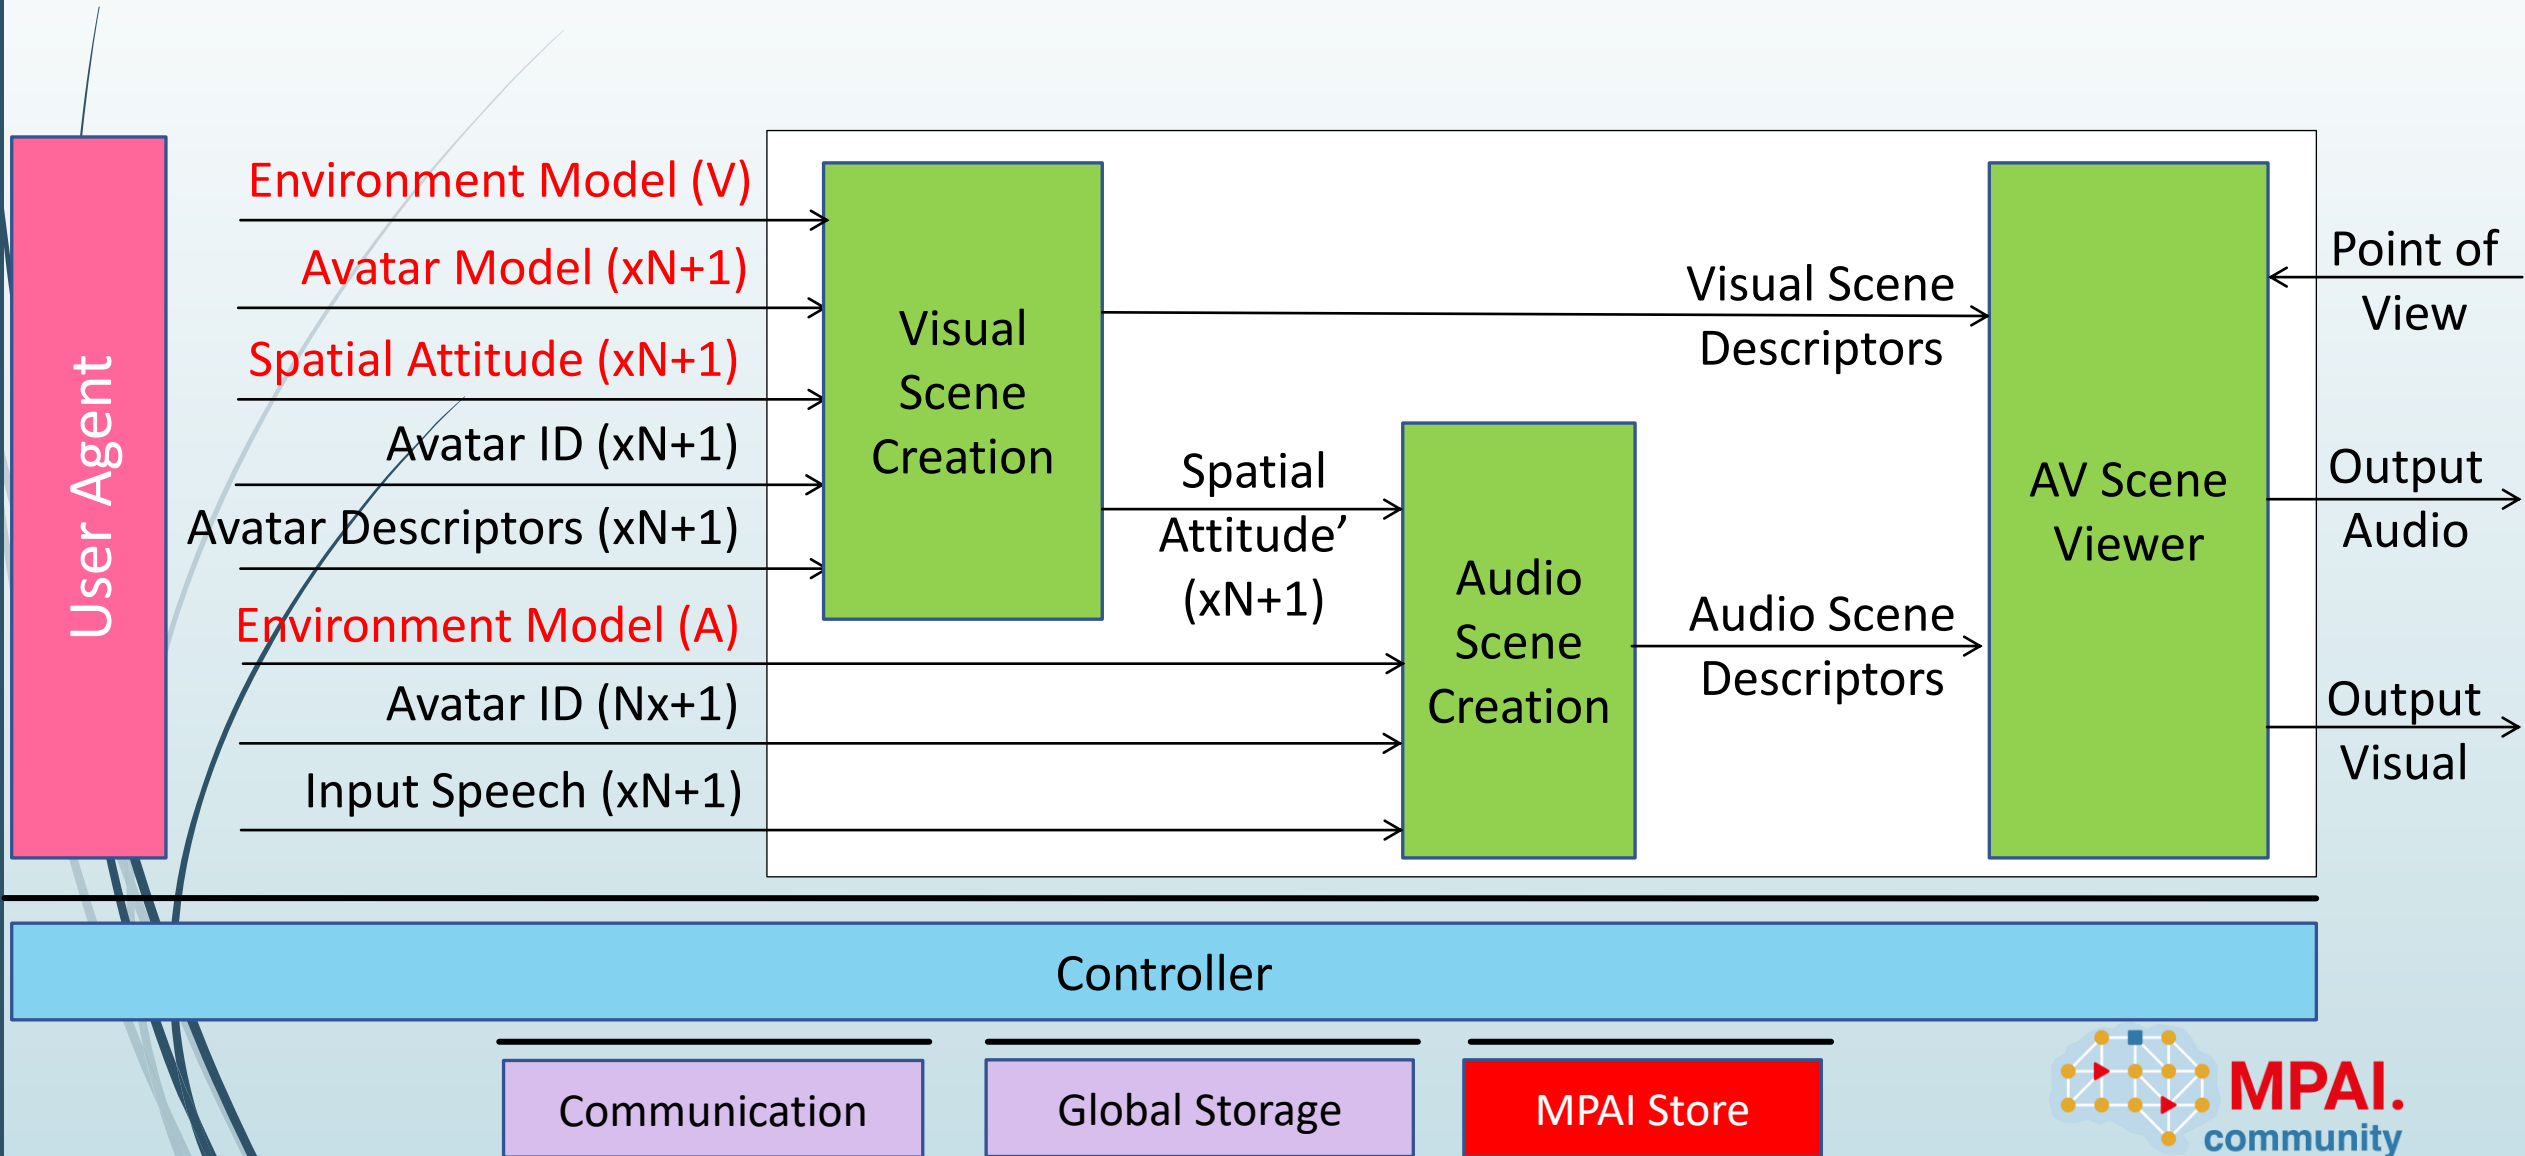 User Agent
Environment Model (V)
Avatar Model (xN+1)
Spatial Attitude (xN+1)
Avatar ID (xN+1)
Avatar Descriptors (xN+1)
Environment Model (A)
Avatar ID (Nx+1)
Input Speech (xN+1)
Visual
Scene
Creation
Spatial
Attitude’
(xN+1)
Audio
Scene
Creation
Visual Scene
Descriptors
Audio Scene
Descriptors
AV Scene
Viewer
Point of
View
Output
Audio
Output
Visual
Controller
Communication
Global Storage
MPAI Store
MPAI.
community